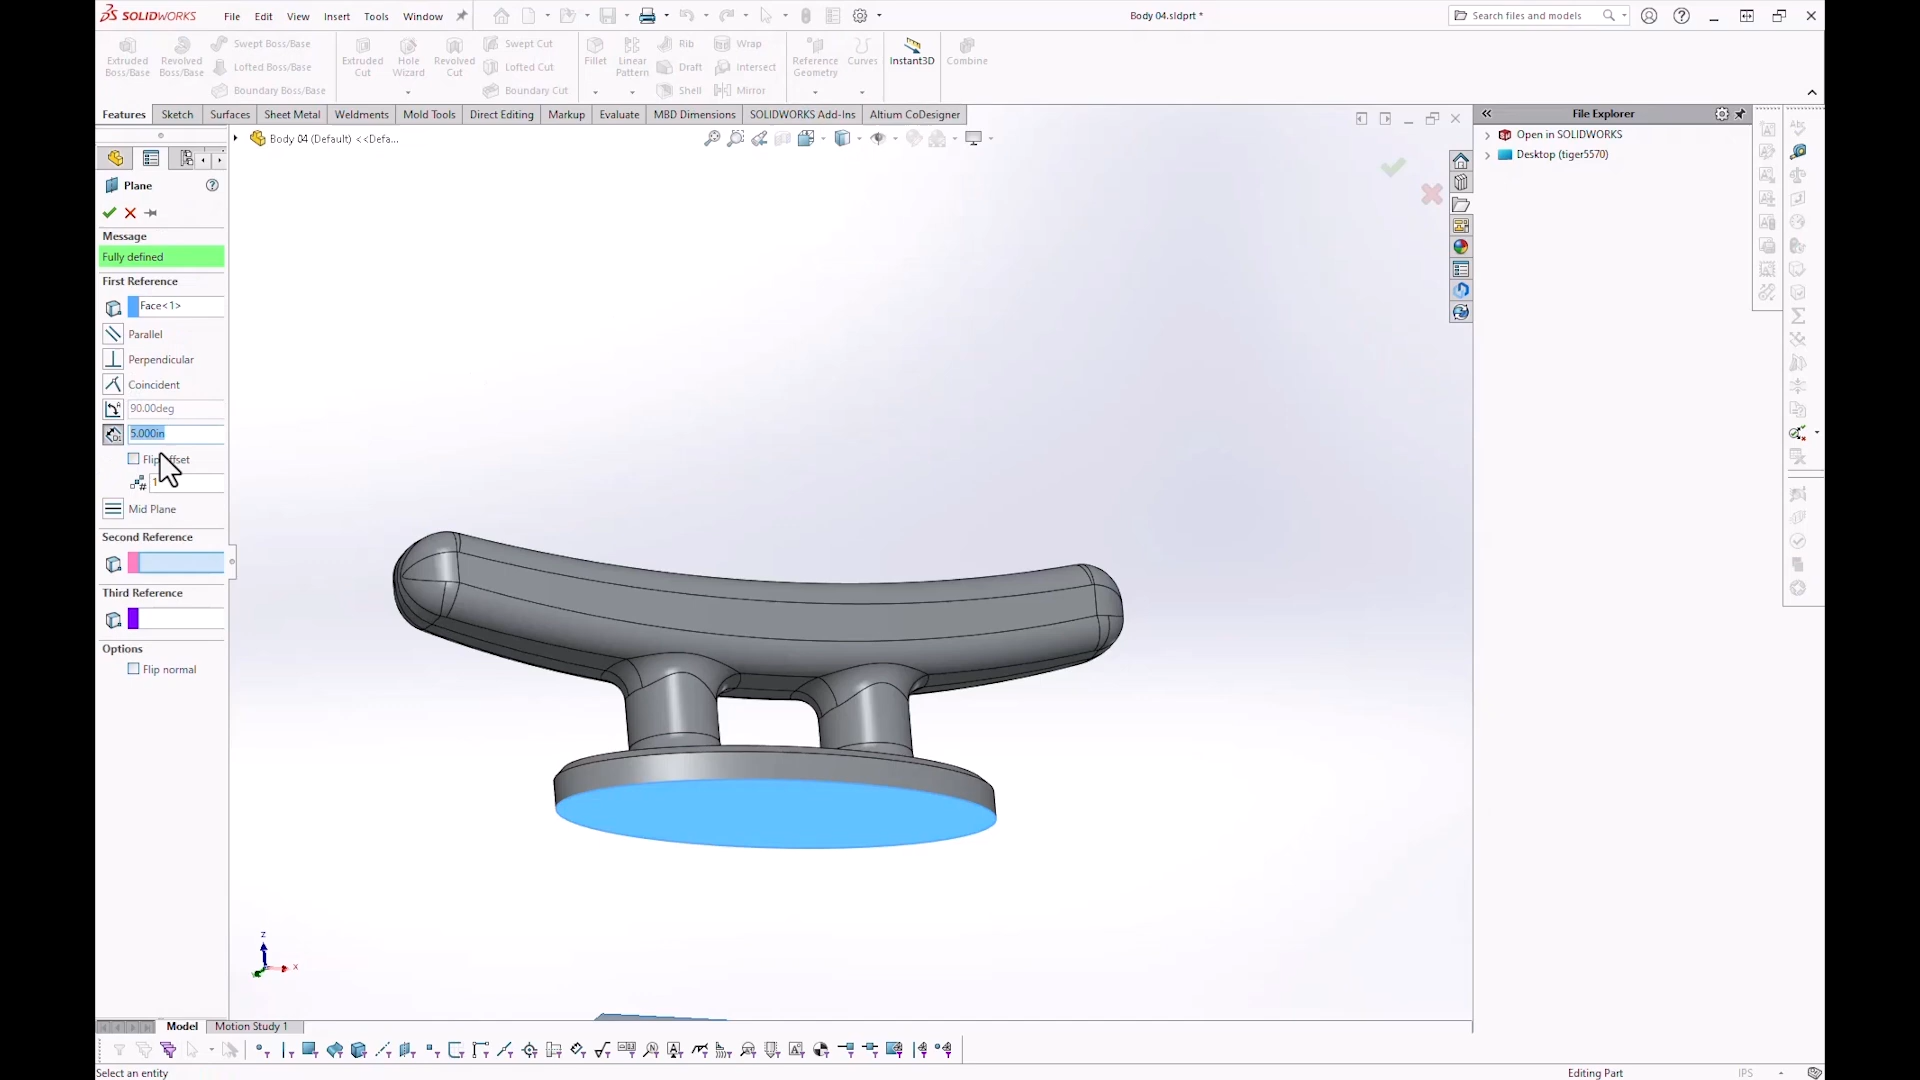 SOLIDWORKS File Edit View Insert Tools Window Body 04.sldprt * Search files and models
Extruded Boss/Base
Revolved Boss/Base
Swept Boss/Base
Lofted Boss/Base
Boundary Boss/Base
Extruded Cut
Hole Wizard
Revolved Cut
Swept Cut
Lofted Cut
Boundary Cut
Fillet
Linear Pattern
Rib
Draft
Shell
Wrap
Intersect
Mirror
Reference Geometry
Curves
Instant3D
Combine
Features Sketch Surfaces Sheet Metal Weldments Mold Tools Direct Editing Markup Evaluate MBD Dimensions SOLIDWORKS Add-Ins Altium CoDesigner
Body 04 (Default) <<Defa...
File Explorer
Open in SOLIDWORKS
Desktop (tiger5570)
Plane
Message
Fully defined
First Reference
Face<1>
Parallel
Perpendicular
Coincident
90.00deg
5.000in
Flip offset
1
Mid Plane
Second Reference
Third Reference
Options
Flip normal
Z
X
Model Motion Study 1
Select an entity Editing Part IPS